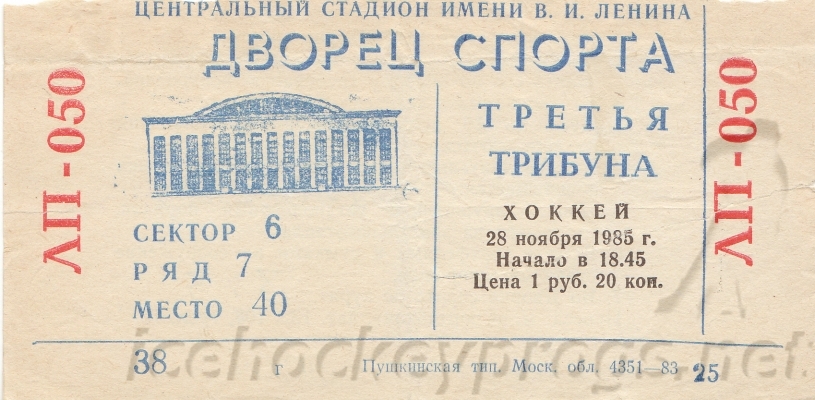 ЦЕНТРАЛЬНЫЙ СТАДИОН ИМЕНИ В. И. ЛЕНИНА
ДВОРЕЦ СПОРТА
ЛП - 050
ТРЕТЬЯ
ТРИБУНА
СЕКТОР 6
РЯД 7
МЕСТО 40
ХОККЕЙ
28 ноября 1985 г.
Начало в 18.45
Цена 1 руб. 20 коп.
ЛП - 050
38 г Пушкинская тип. Моск. обл. 4351—83 25
icehockeyprogs.net